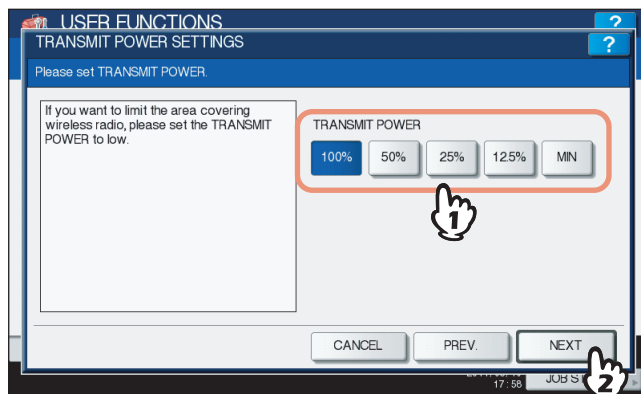 USER FUNCTIONS
?
TRANSMIT POWER SETTINGS
?
Please set TRANSMIT POWER.
If you want to limit the area covering
wireless radio, please set the TRANSMIT
POWER to low.
TRANSMIT POWER
100% 50% 25% 12.5% MIN
1
CANCEL PREV. NEXT
17:58
JOB S
2